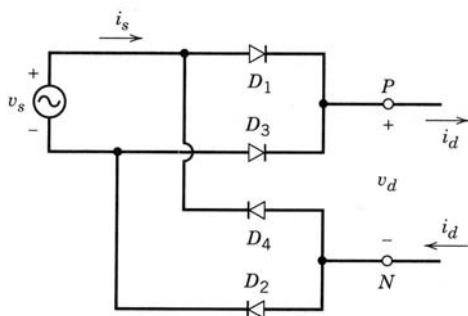 i_s
D_1
P
+
+
v_s
i_d
-
D_3
v_d
i_d
D_4
-
N
D_2